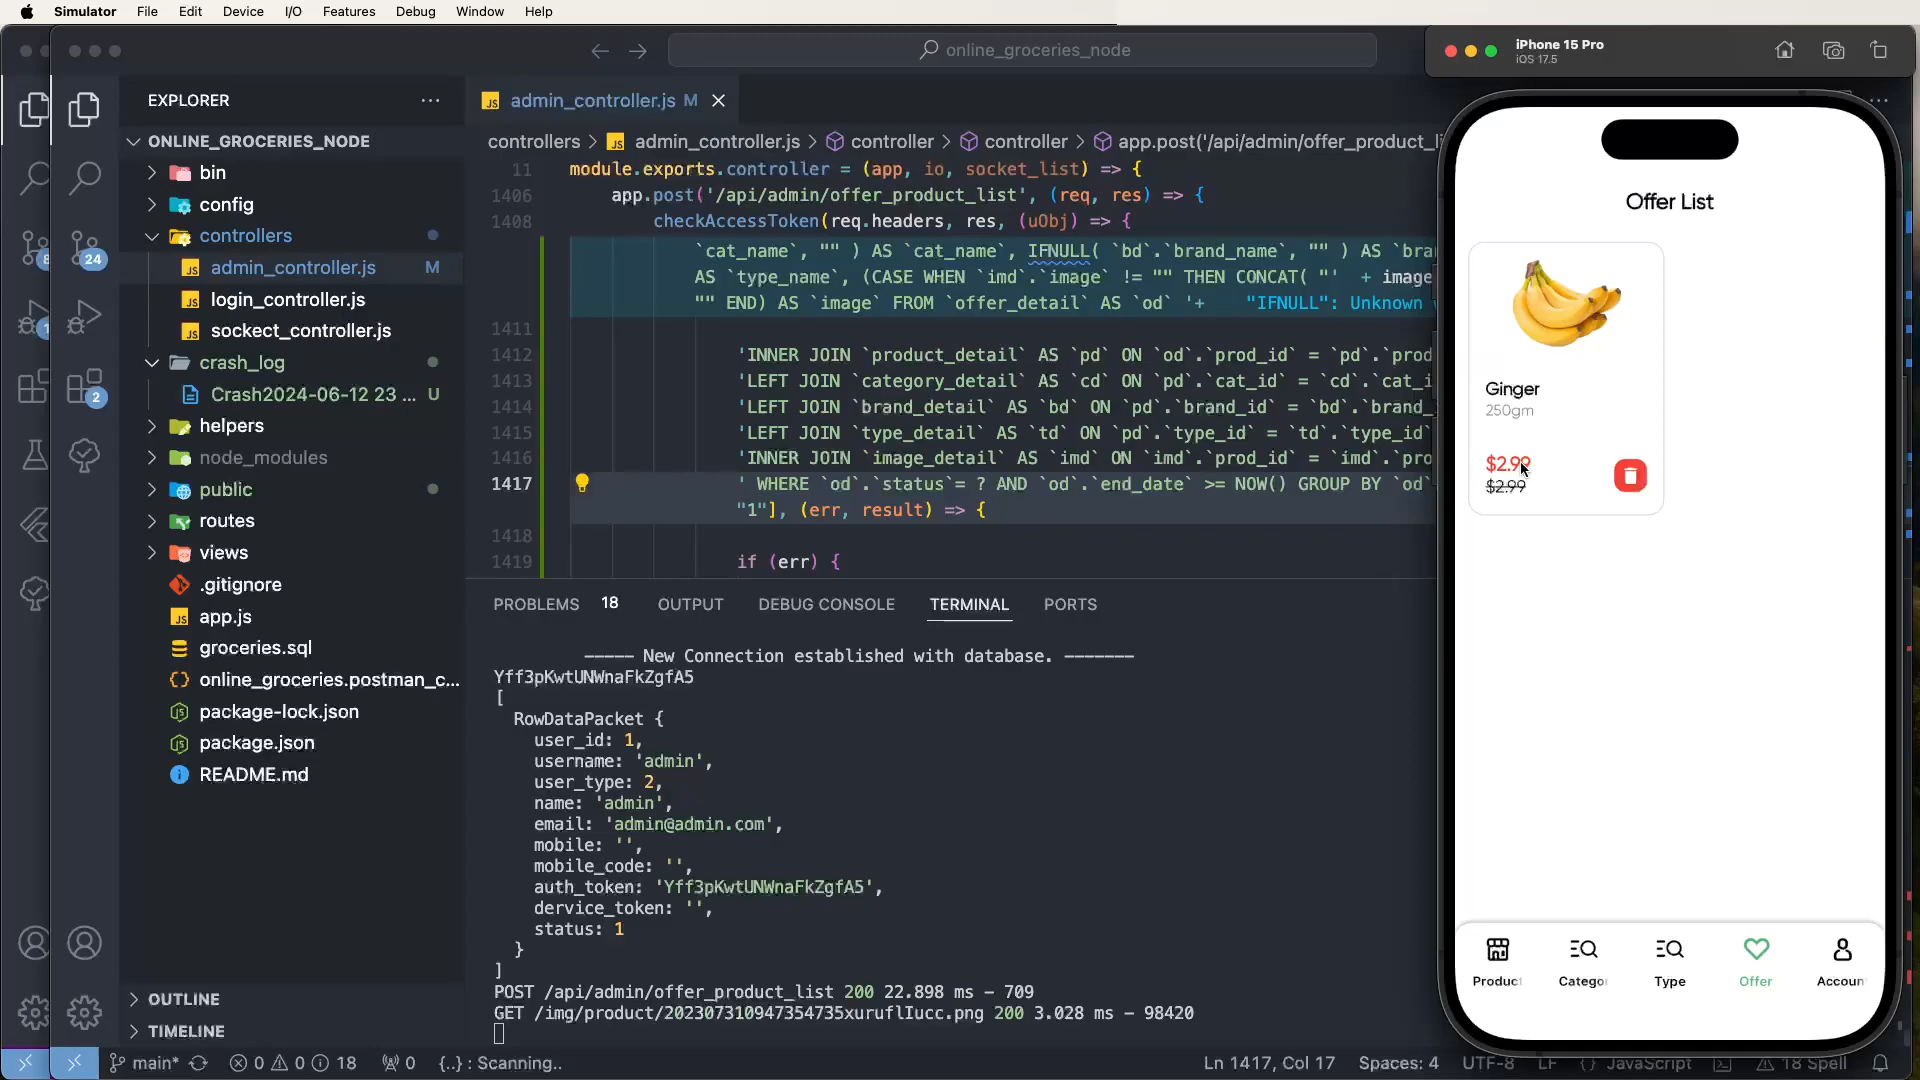 Simulator File Edit Device I/O Features Debug Window Help
online_groceries_node
iPhone 15 Pro
iOS 17.5
EXPLORER
ONLINE_GROCERIES_NODE
bin
config
controllers
admin_controller.js M
login_controller.js
sockect_controller.js
crash_log
Crash2024-06-12 23 ... U
helpers
node_modules
public
routes
views
.gitignore
app.js
groceries.sql
online_groceries.postman_c...
package-lock.json
package.json
README.md
OUTLINE
TIMELINE
8
24
1
2
admin_controller.js M
controllers > admin_controller.js > controller > controller > app.post('/api/admin/offer_product_li
11 module.exports.controller = (app, io, socket_list) => {
1406 app.post('/api/admin/offer_product_list', (req, res) => {
1408 checkAccessToken(req.headers, res, (uObj) => {
`cat_name`, "" ) AS `cat_name`, IFNULL( `bd`.`brand_name`, "" ) AS `bra
AS `type_name`, (CASE WHEN `imd`.`image` != "" THEN CONCAT( "' + image
"" END) AS `image` FROM `offer_detail` AS `od` '+ "IFNULL": Unknown
1411
1412 'INNER JOIN `product_detail` AS `pd` ON `od`.`prod_id` = `pd`.`prod
1413 'LEFT JOIN `category_detail` AS `cd` ON `pd`.`cat_id` = `cd`.`cat_i
1414 'LEFT JOIN `brand_detail` AS `bd` ON `pd`.`brand_id` = `bd`.`brand_
1415 'LEFT JOIN `type_detail` AS `td` ON `pd`.`type_id` = `td`.`type_id`
1416 'INNER JOIN `image_detail` AS `imd` ON `imd`.`prod_id` = `imd`.`pro
1417 ' WHERE `od`.`status`= ? AND `od`.`end_date` >= NOW() GROUP BY `od`
"1"], (err, result) => {
1418
1419 if (err) {
PROBLEMS 18 OUTPUT DEBUG CONSOLE TERMINAL PORTS
----- New Connection established with database. -------
Yff3pKwtUNWnaFkZgfA5
[
RowDataPacket {
user_id: 1,
username: 'admin',
user_type: 2,
name: 'admin',
email: 'admin@admin.com',
mobile: '',
mobile_code: '',
auth_token: 'Yff3pKwtUNWnaFkZgfA5',
dervice_token: '',
status: 1
}
]
POST /api/admin/offer_product_list 200 22.898 ms - 709
GET /img/product/202307310947354735xuruflIucc.png 200 3.028 ms - 98420
main* 0 0 18 0 {..} : Scanning.. Ln 1417, Col 17 Spaces: 4 UTF-8 LF {} JavaScript 18 Spell
Offer List
Ginger
250gm
$2.99
$2.99
Product Categor Type Offer Accoun